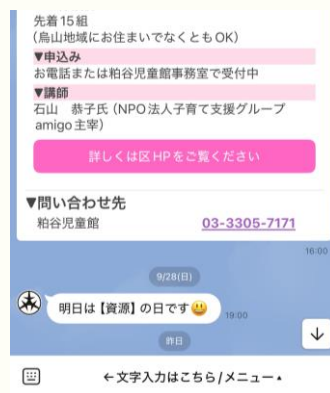 先着15組
(烏山地域にお住まいでなくともOK)
▼申込み
お電話または粕谷児童館事務室で受付中
▼講師
石山　恭子氏 (NPO法人子育て支援グループ
amigo主宰)
詳しくは区HPをご覧ください
▼問い合わせ先
粕谷児童館 03-3305-7171
16:00
9/28(日)
明日は【資源】の日です😃
19:00
昨日
←文字入力はこちら/メニュー▲